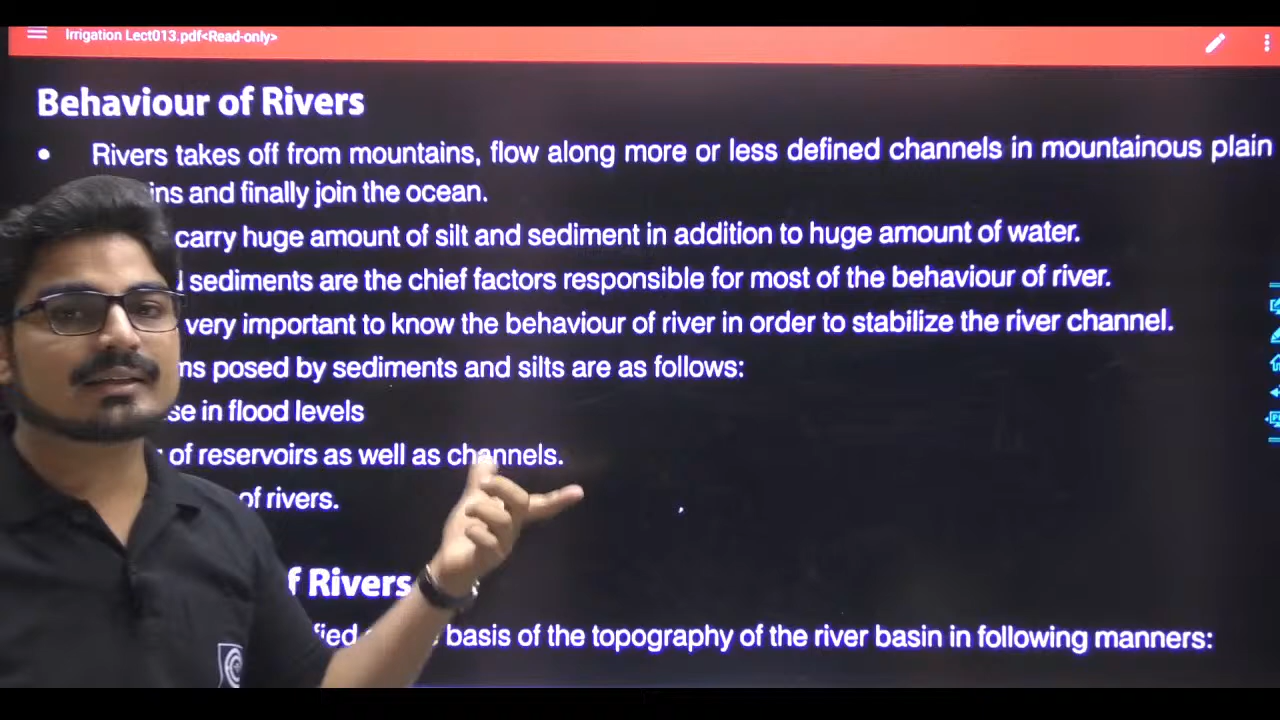 Irrigation Lect013.pdf<Read-only>
Behaviour of Rivers
• Rivers takes off from mountains, flow along more or less defined channels in mountainous plain
ins and finally join the ocean.
carry huge amount of silt and sediment in addition to huge amount of water.
sediments are the chief factors responsible for most of the behaviour of river.
very important to know the behaviour of river in order to stabilize the river channel.
ms posed by sediments and silts are as follows:
se in flood levels
of reservoirs as well as channels.
of rivers.
f Rivers
fied basis of the topography of the river basin in following manners: